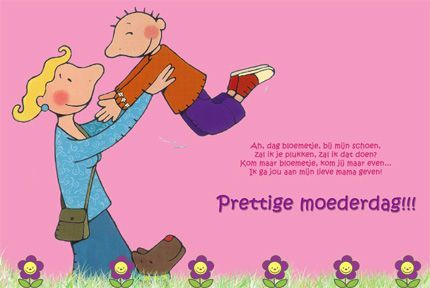 Ah, dag bloemetje, bij mijn schoen,
zal ik je plukken, zal ik dat doen?
Kom maar bloemetje, kom jij maar even...
Ik ga jou aan mijn lieve mama geven!
Prettige moederdag!!!